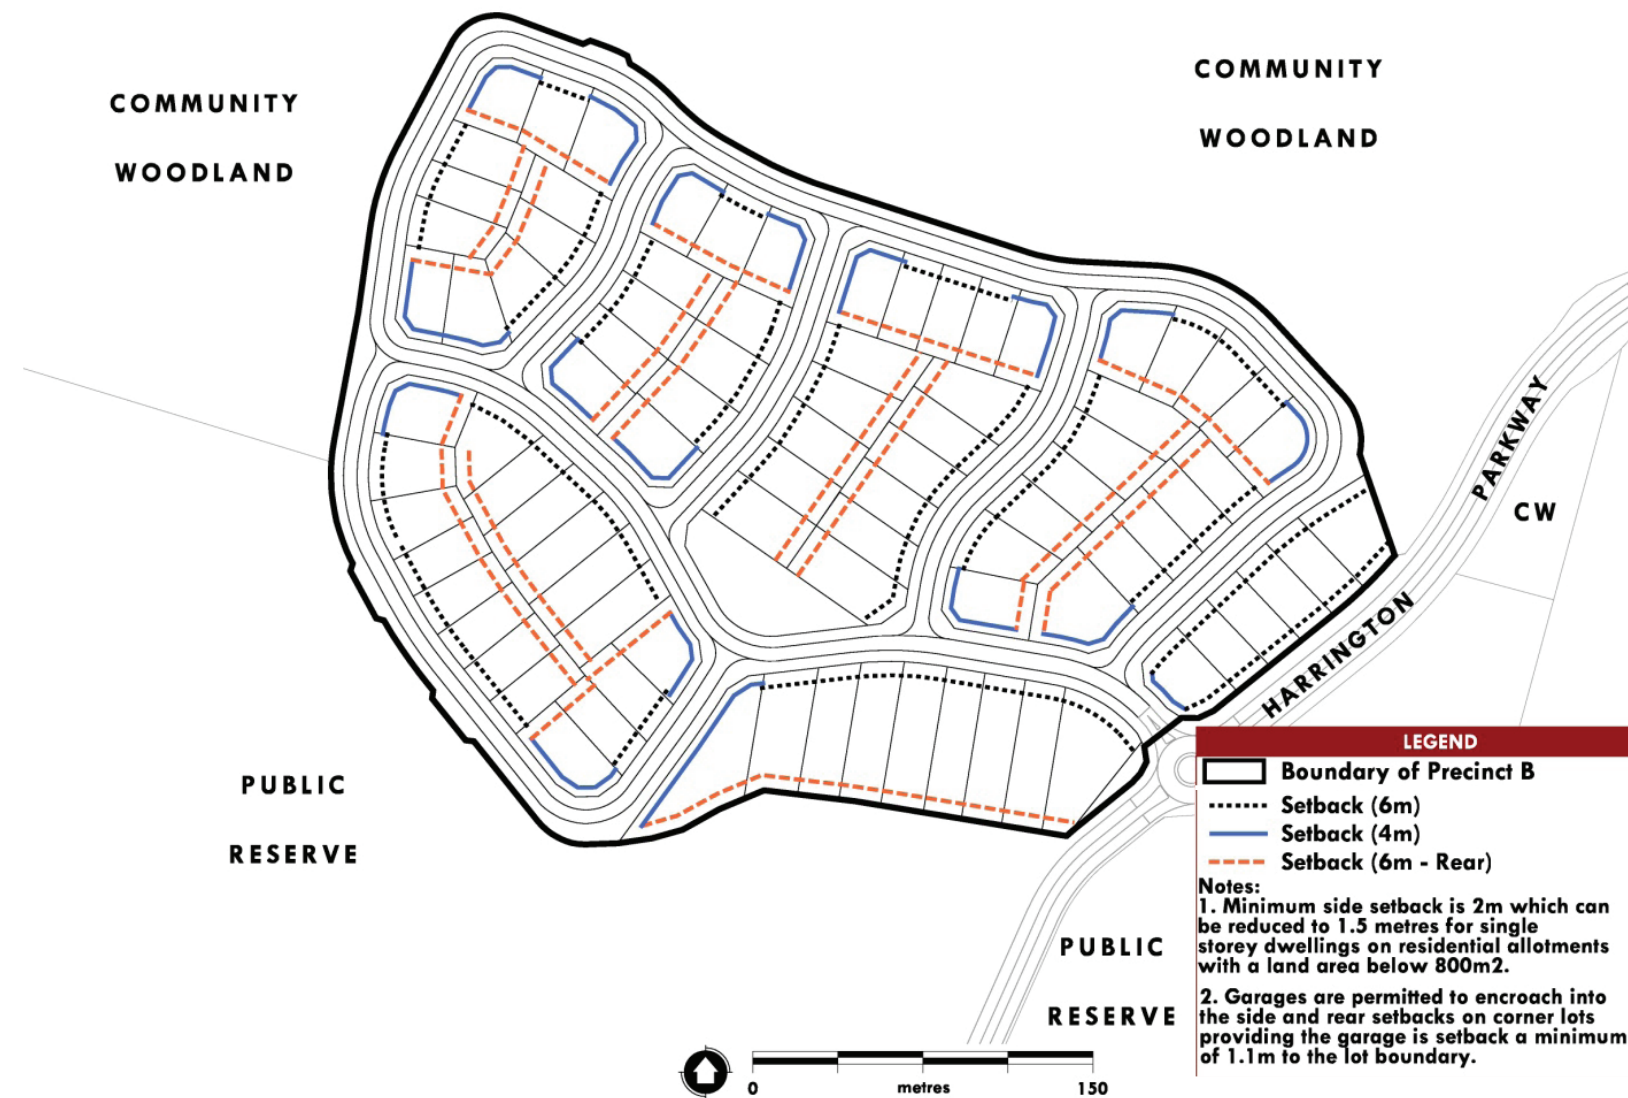 COMMUNITY
WOODLAND
COMMUNITY
WOODLAND
PARKWAY
CW
HARRINGTON
PUBLIC
RESERVE
PUBLIC
RESERVE
LEGEND
Boundary of Precinct B
Setback (6m)
Setback (4m)
Setback (6m - Rear)
Notes:
1. Minimum side setback is 2m which can
be reduced to 1.5 metres for single
storey dwellings on residential allotments
with a land area below 800m2.
2. Garages are permitted to encroach into
the side and rear setbacks on corner lots
providing the garage is setback a minimum
of 1.1m to the lot boundary.
0 metres 150